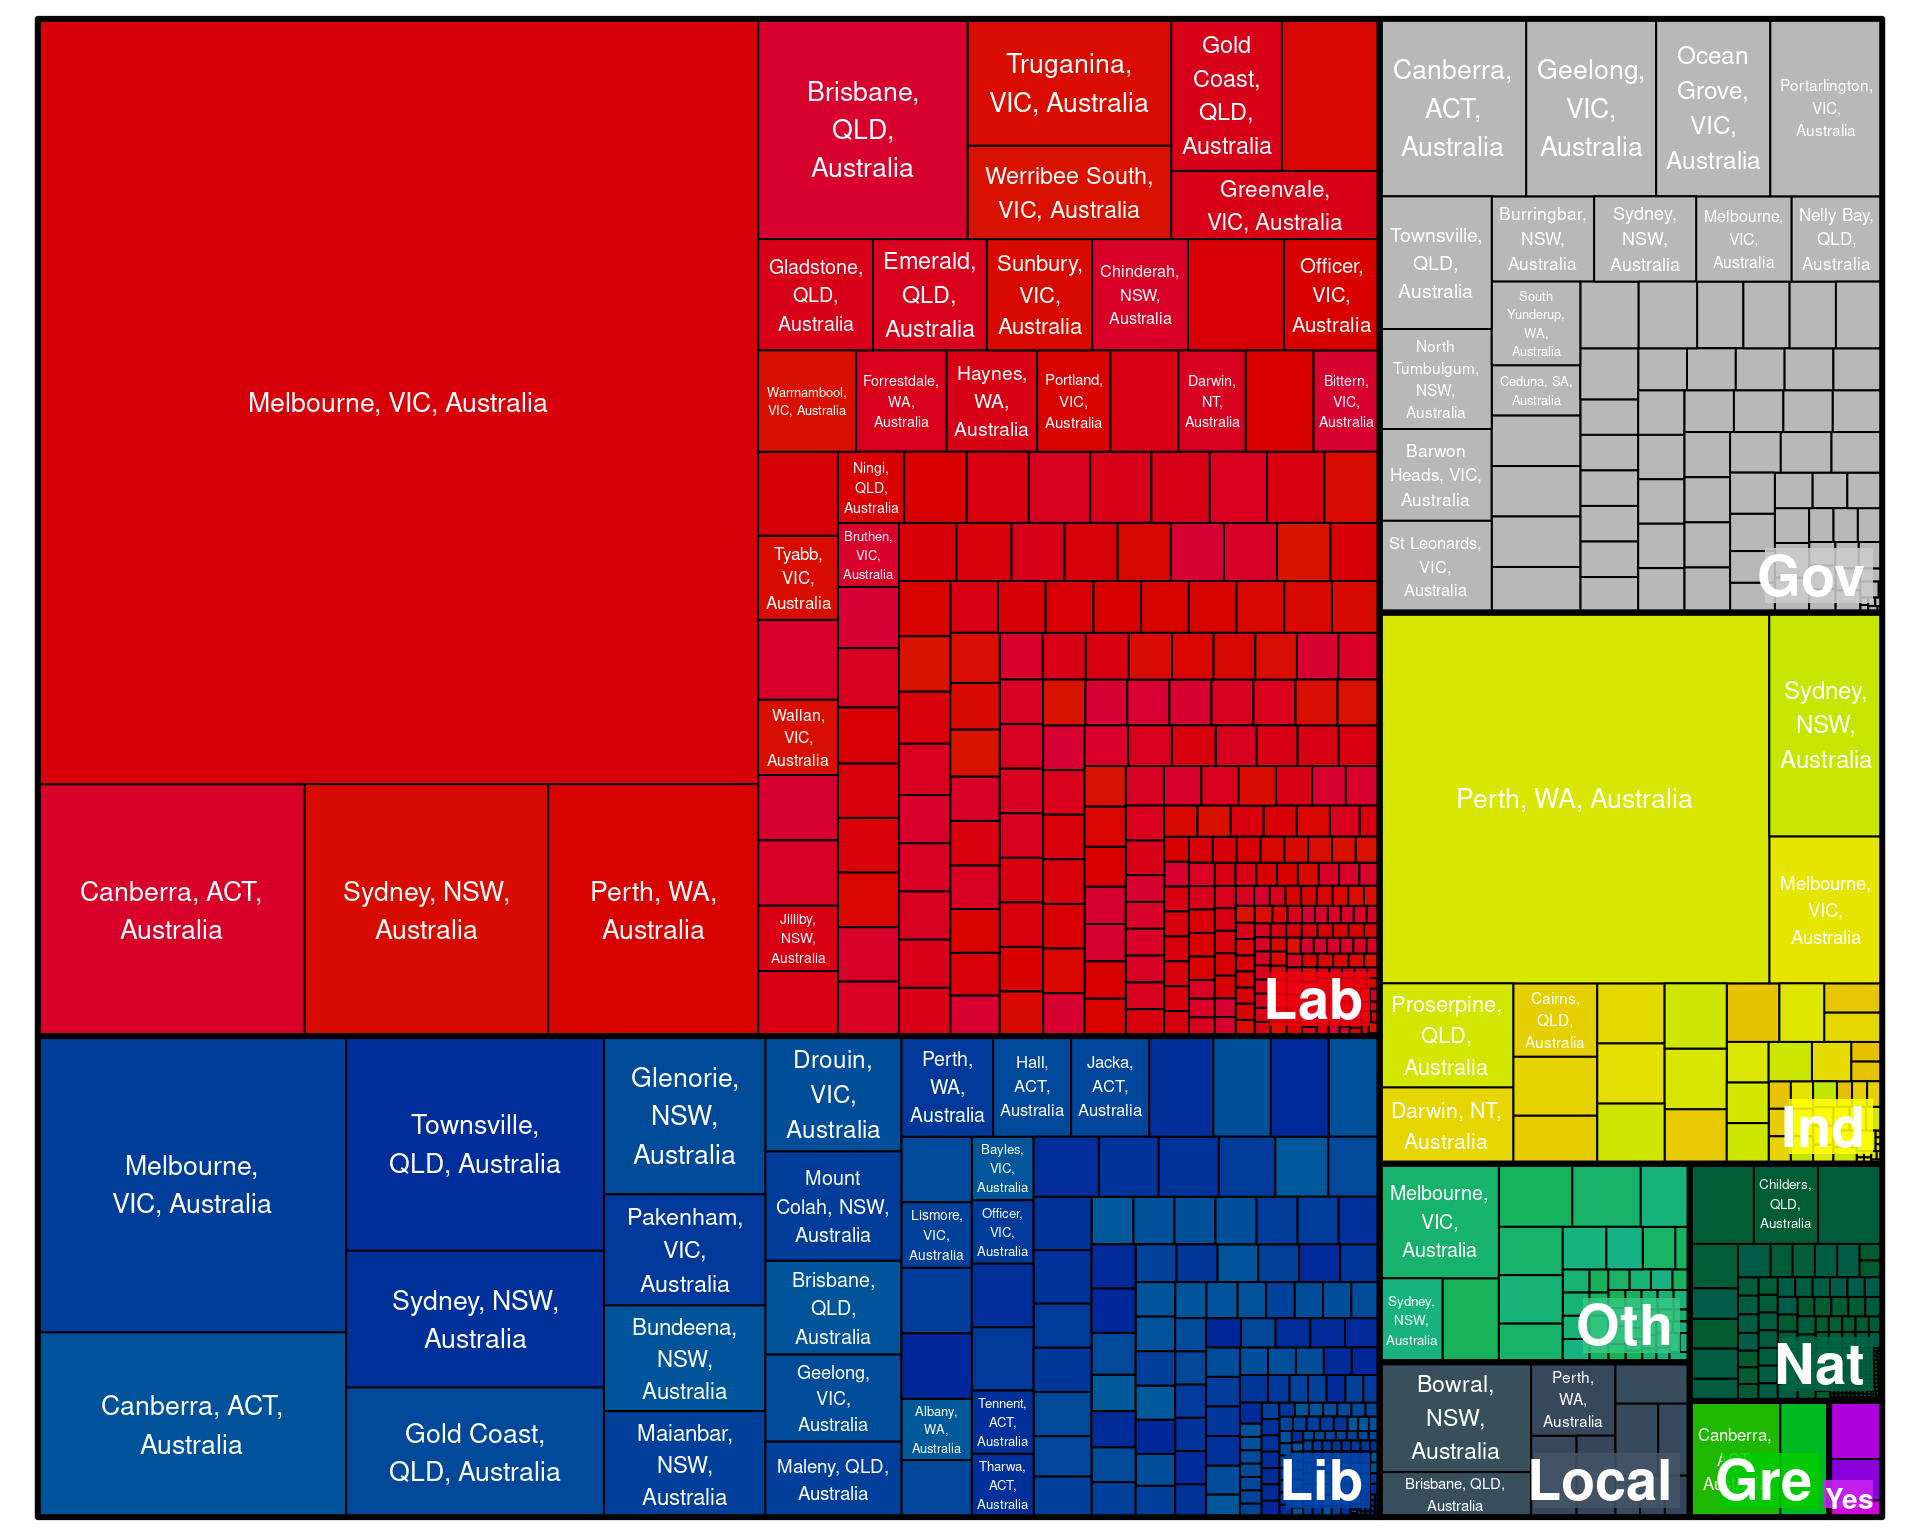 Melbourne, VIC, Australia
Canberra, ACT,
Australia
Sydney, NSW,
Australia
Perth, WA,
Australia
Brisbane,
QLD,
Australia
Truganina,
VIC, Australia
Werribee South,
VIC, Australia
Gold
Coast,
QLD,
Australia
Greenvale,
VIC, Australia
Gladstone,
QLD,
Australia
Emerald,
QLD,
Australia
Sunbury,
VIC,
Australia
Chinderah,
NSW,
Australia
Officer,
VIC,
Australia
Warrnambool,
VIC, Australia
Forrestdale,
WA,
Australia
Haynes,
WA,
Australia
Portland,
VIC,
Australia
Darwin,
NT,
Australia
Bittern,
VIC,
Australia
Ningi,
QLD,
Australia
Tyabb,
VIC,
Australia
Bruthen,
VIC,
Australia
Wallan,
VIC,
Australia
Jilliby,
NSW,
Australia
Lab
Canberra,
ACT,
Australia
Geelong,
VIC,
Australia
Ocean
Grove,
VIC,
Australia
Portarlington,
VIC,
Australia
Townsville,
QLD,
Australia
Burringbar,
NSW,
Australia
Sydney,
NSW,
Australia
Melbourne,
VIC,
Australia
Nelly Bay,
QLD,
Australia
South
Yunderup,
WA,
Australia
North
Tumbulgum,
NSW,
Australia
Ceduna, SA,
Australia
Barwon
Heads, VIC,
Australia
St Leonards,
VIC,
Australia
Gov
Perth, WA, Australia
Sydney,
NSW,
Australia
Melbourne,
VIC,
Australia
Proserpine,
QLD,
Australia
Cairns,
QLD,
Australia
Darwin, NT,
Australia
Ind
Melbourne,
VIC, Australia
Canberra, ACT,
Australia
Townsville,
QLD, Australia
Sydney, NSW,
Australia
Gold Coast,
QLD, Australia
Glenorie,
NSW,
Australia
Pakenham,
VIC,
Australia
Bundeena,
NSW,
Australia
Maianbar,
NSW,
Australia
Drouin,
VIC,
Australia
Mount
Colah, NSW,
Australia
Brisbane,
QLD,
Australia
Geelong,
VIC,
Australia
Maleny, QLD,
Australia
Perth,
WA,
Australia
Hall,
ACT,
Australia
Jacka,
ACT,
Australia
Bayles,
VIC,
Australia
Lismore,
VIC,
Australia
Officer,
VIC,
Australia
Albany,
WA,
Australia
Tennent,
ACT,
Australia
Tharwa,
ACT,
Australia
Lib
Melbourne,
VIC,
Australia
Sydney,
NSW,
Australia
Oth
Childers,
QLD,
Australia
Nat
Bowral,
NSW,
Australia
Perth,
WA,
Australia
Brisbane, QLD,
Australia
Local
Canberra,
Gre
Yes